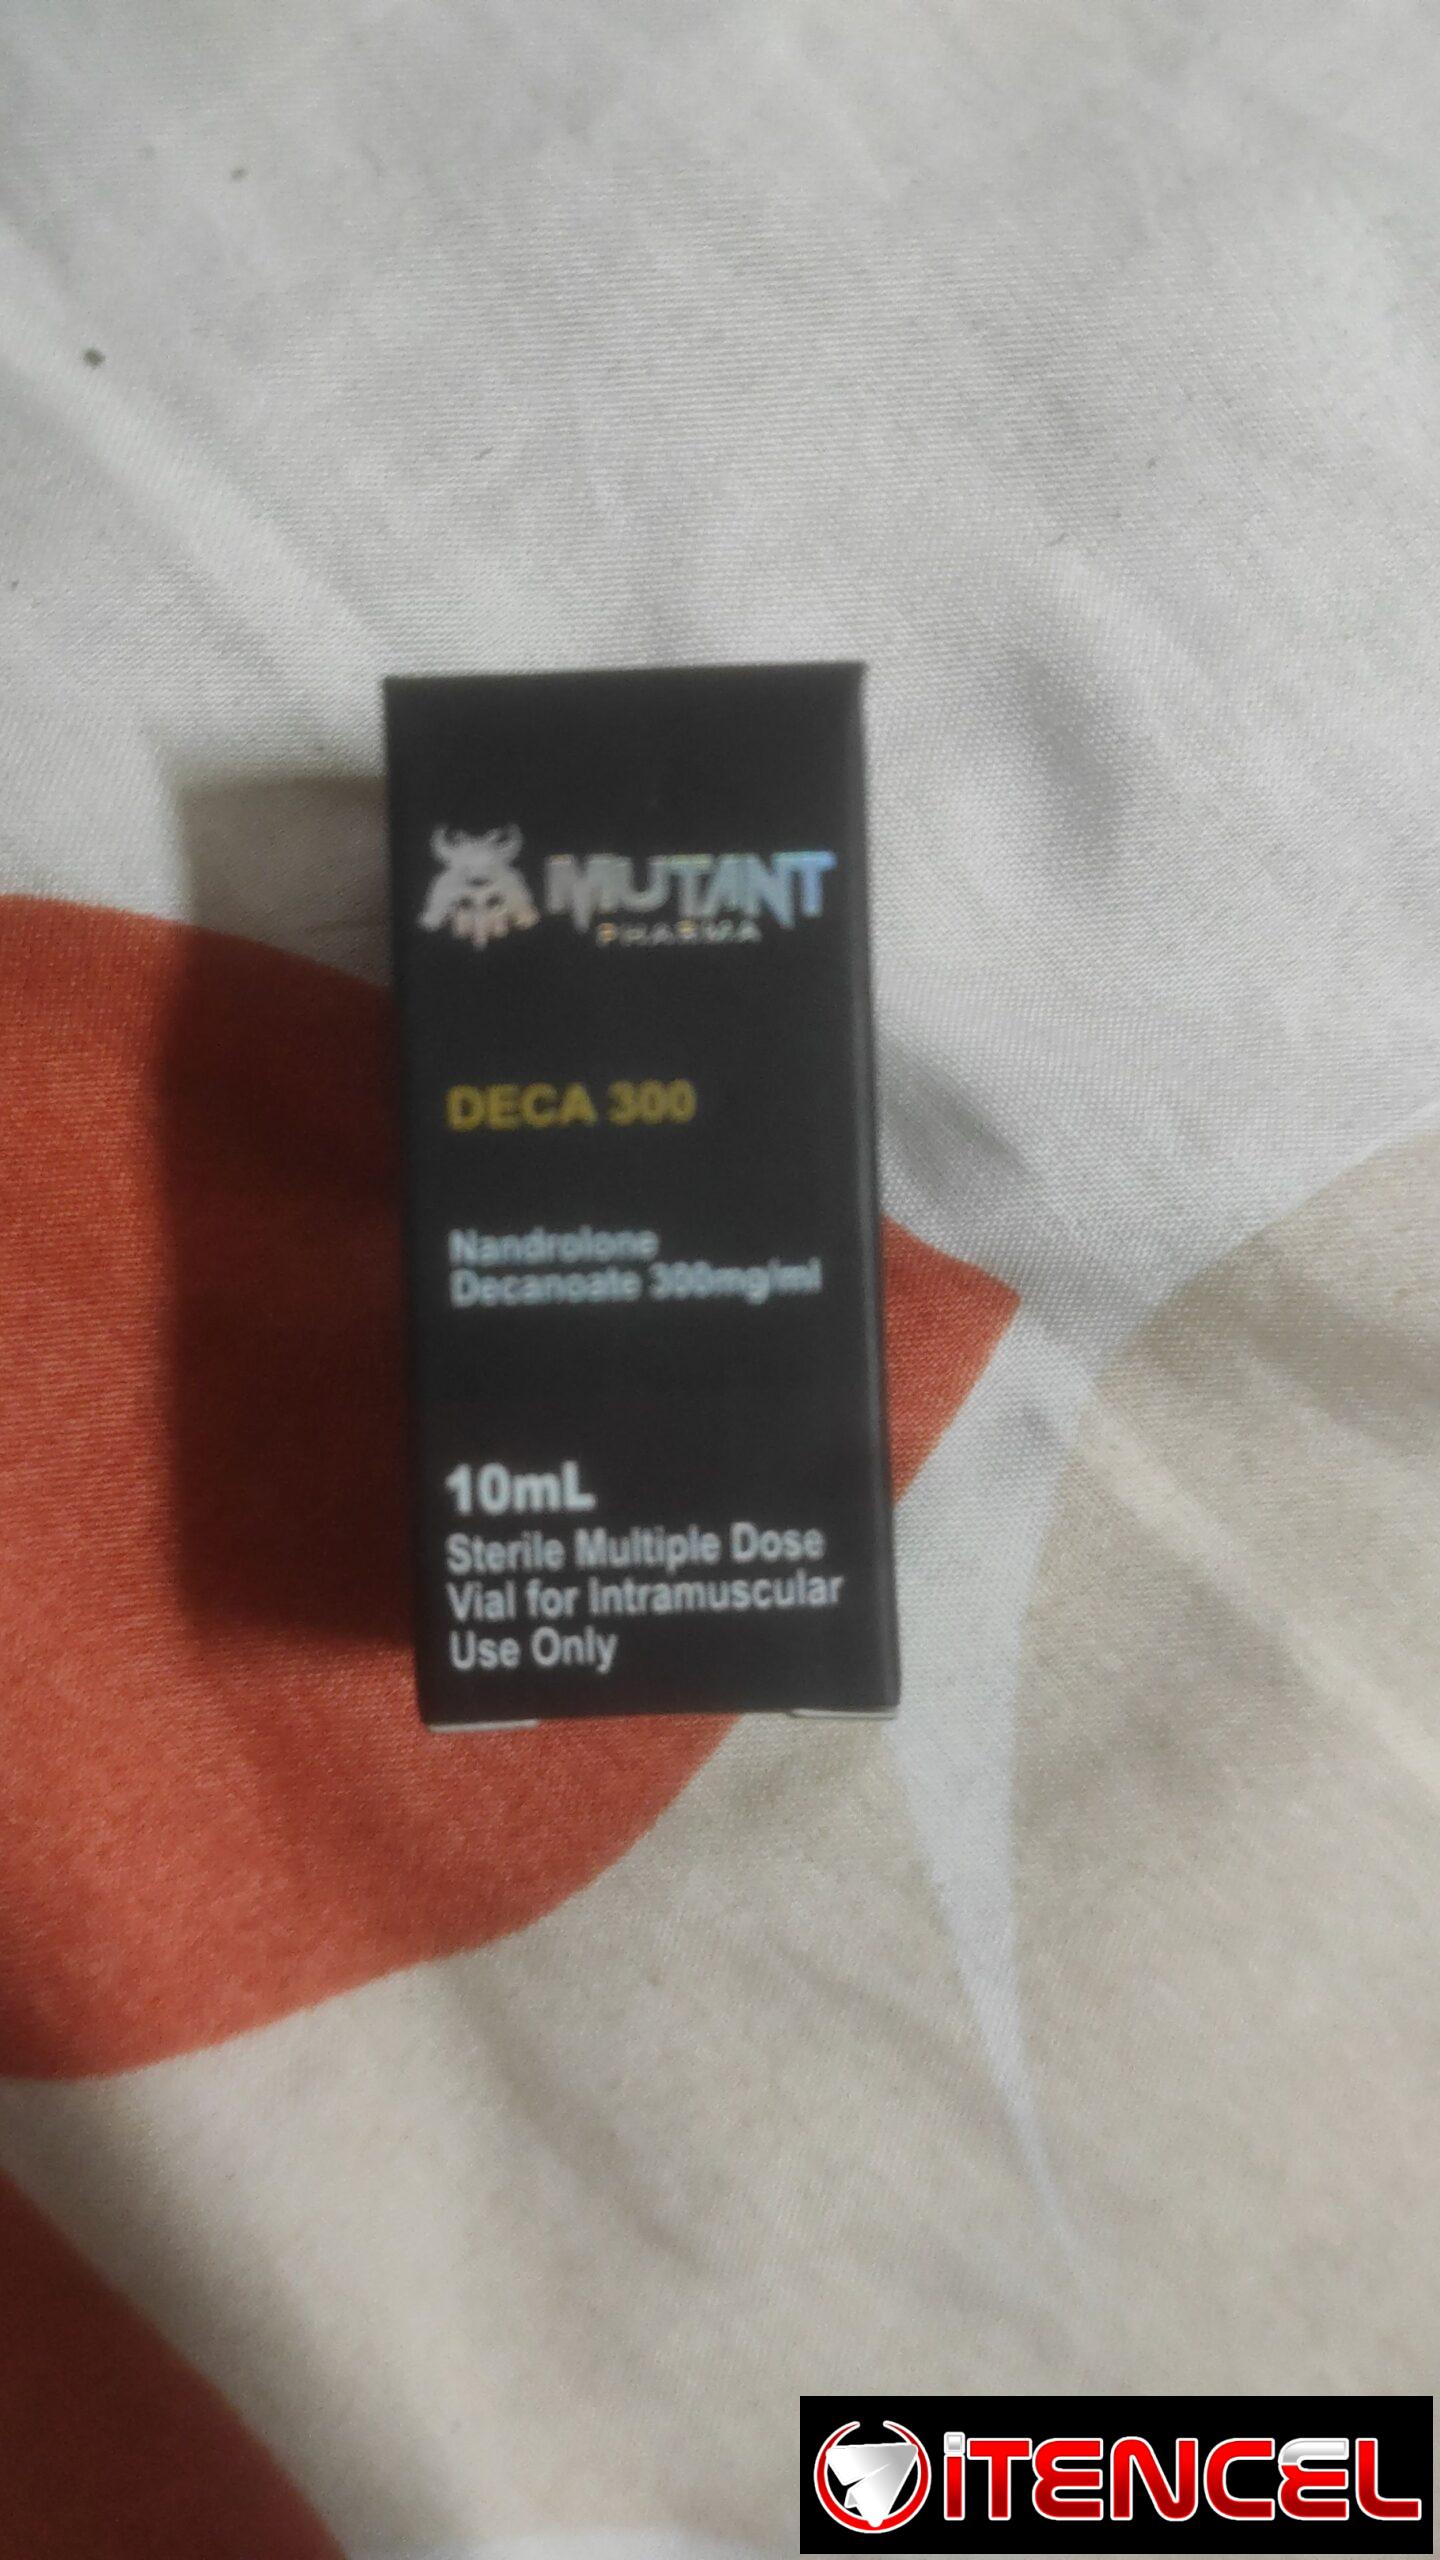 MUTANT
PHARMA
DECA 300
Nandrolone
Decanoate 300mg/ml
10mL
Sterile Multiple Dose
Vial for Intramuscular
Use Only
iTENCEL